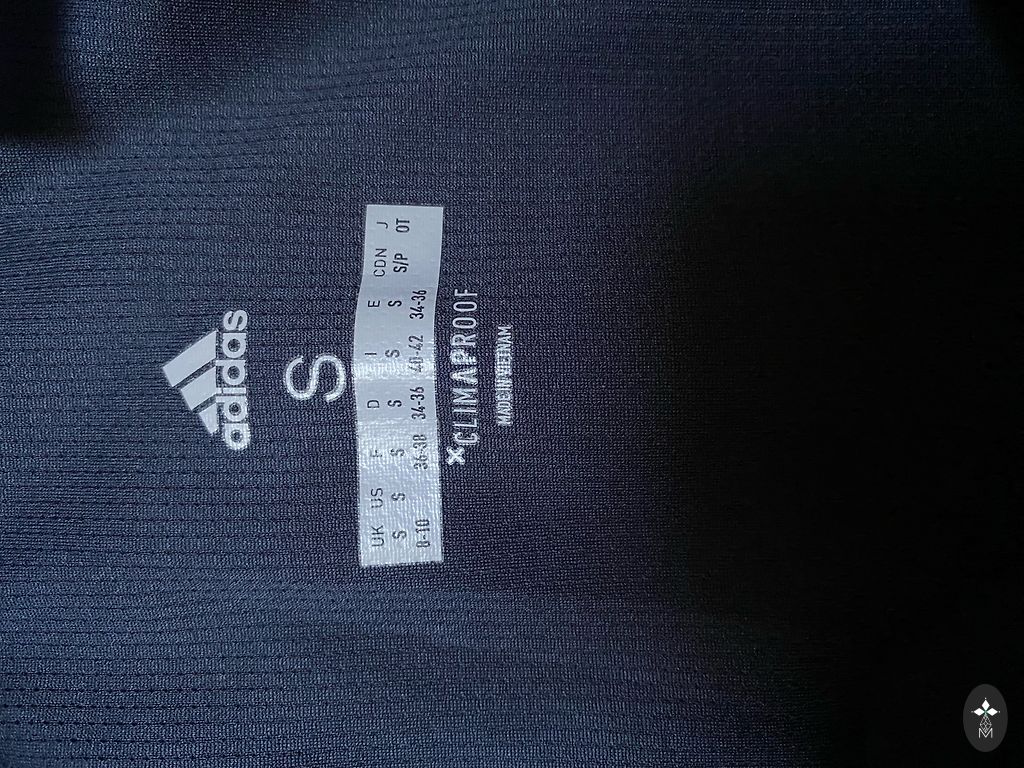 adidas
S
UK US F D I E CDN J
S S S S S S S/P OT
8-10 36-38 34-36 40-42 34-36
CLIMAPROOF
MADE IN VIETNAM
M